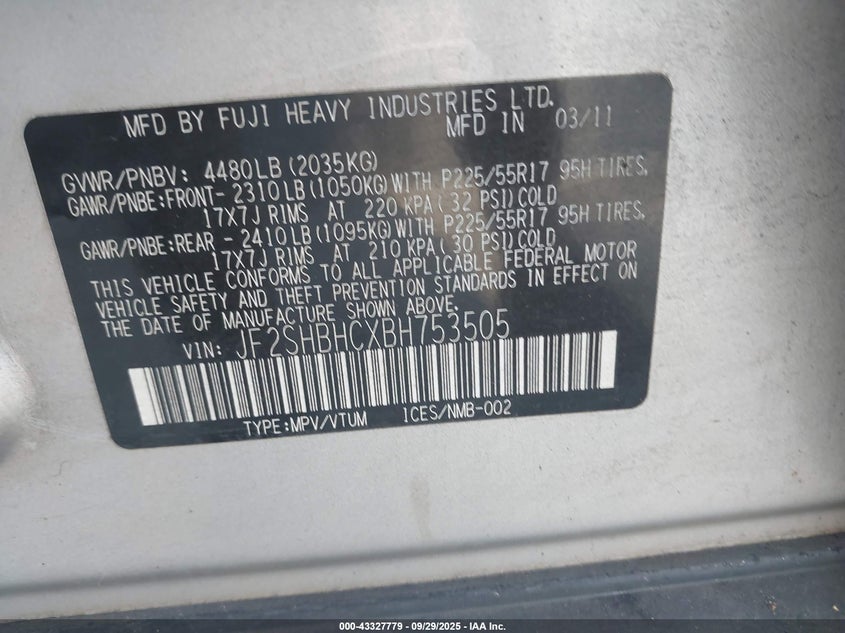 MFD BY FUJI HEAVY INDUSTRIES LTD.
MFD IN 03/11
GVWR/PNBV: 4480LB (2035KG)
GAWR/PNBE:FRONT- 2310LB (1050KG) WITH P225/55R17 95H TIRES,
17X7J RIMS AT 220 KPA ( 32 PSI) COLD
GAWR/PNBE:REAR - 2410LB (1095KG) WITH P225/55R17 95H TIRES,
17X7J RIMS AT 210 KPA ( 30 PSI) COLD
THIS VEHICLE CONFORMS TO ALL APPLICABLE FEDERAL MOTOR
VEHICLE SAFETY AND THEFT PREVENTION STANDARDS IN EFFECT ON
THE DATE OF MANUFACTURE SHOWN ABOVE.
VIN: JF2SHBHCXBH753505
TYPE:MPV/VTUM ICES/NMB-002
000-43327779 - 09/29/2025 - IAA Inc.